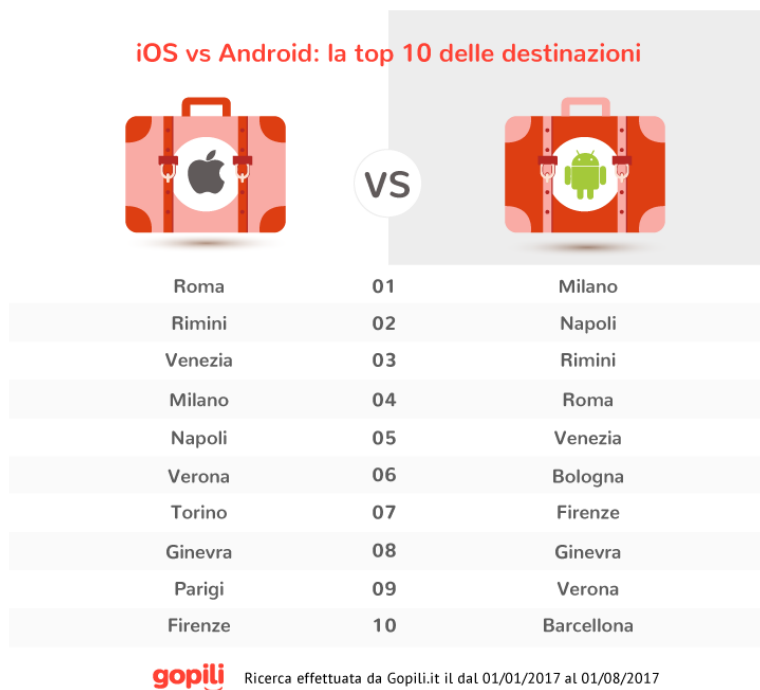 iOS vs Android: la top 10 delle destinazioni
VS
Roma 01 Milano
Rimini 02 Napoli
Venezia 03 Rimini
Milano 04 Roma
Napoli 05 Venezia
Verona 06 Bologna
Torino 07 Firenze
Ginevra 08 Ginevra
Parigi 09 Verona
Firenze 10 Barcellona
gopili Ricerca effettuata da Gopili.it il dal 01/01/2017 al 01/08/2017